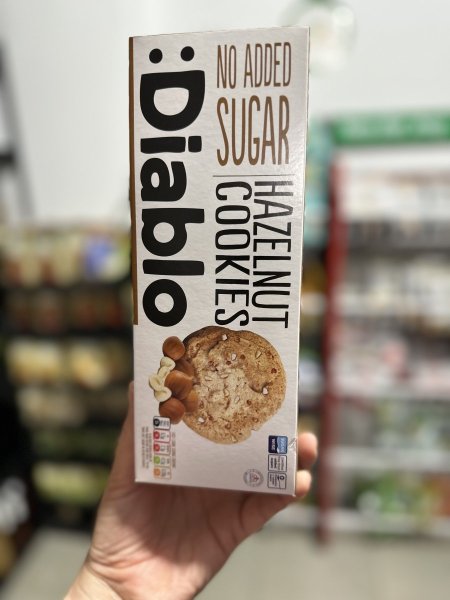 :Diablo
NO ADDED
SUGAR
HAZELNUT
COOKIES